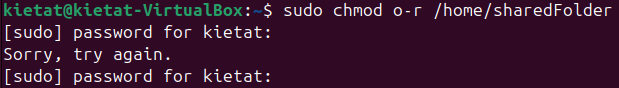 kietat@kietat-VirtualBox:~$ sudo chmod o-r /home/sharedFolder
[sudo] password for kietat:
Sorry, try again.
[sudo] password for kietat: